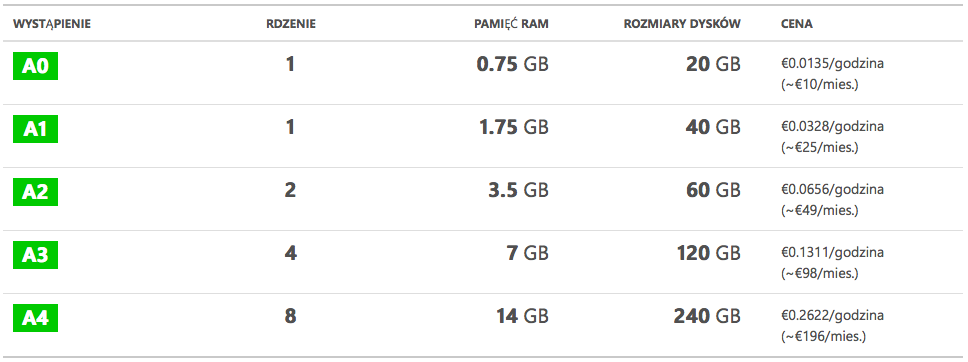 WYSTĄPIENIE RDZENIE PAMIĘĆ RAM ROZMIARY DYSKÓW CENA
A0 1 0.75 GB 20 GB €0.0135/godzina
(~€10/mies.)
A1 1 1.75 GB 40 GB €0.0328/godzina
(~€25/mies.)
A2 2 3.5 GB 60 GB €0.0656/godzina
(~€49/mies.)
A3 4 7 GB 120 GB €0.1311/godzina
(~€98/mies.)
A4 8 14 GB 240 GB €0.2622/godzina
(~€196/mies.)